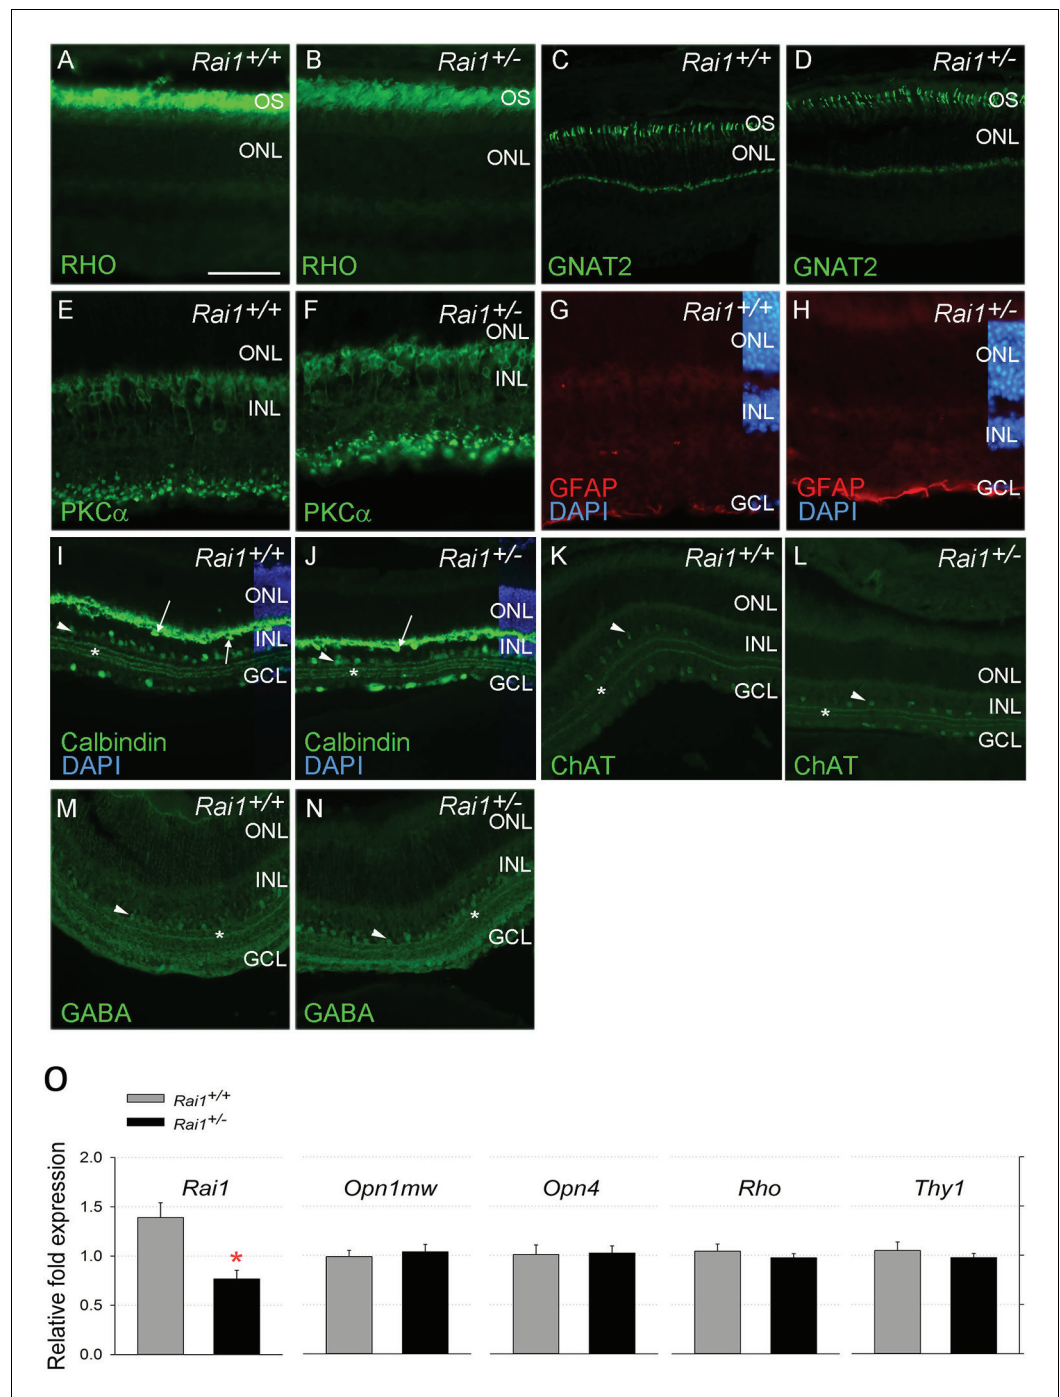 A Rai1+/+ OS ONL RHO
B Rai1+/- OS ONL RHO
C Rai1+/+ OS ONL GNAT2
D Rai1+/- OS ONL GNAT2
E Rai1+/+ ONL INL PKCα
F Rai1+/- ONL INL PKCα
G Rai1+/+ ONL INL GFAP DAPI GCL
H Rai1+/- ONL INL GFAP DAPI GCL
I Rai1+/+ ONL INL GCL * Calbindin DAPI
J Rai1+/- ONL INL GCL * Calbindin DAPI
K Rai1+/+ ONL INL GCL * ChAT
L Rai1+/- ONL INL GCL * ChAT
M Rai1+/+ ONL INL GCL * GABA
N Rai1+/- ONL INL GCL * GABA
O
Rai1+/+
Rai1+/-
Relative fold expression
2.0
1.5
1.0
0.5
0.0
Rai1 Opn1mw Opn4 Rho Thy1
*